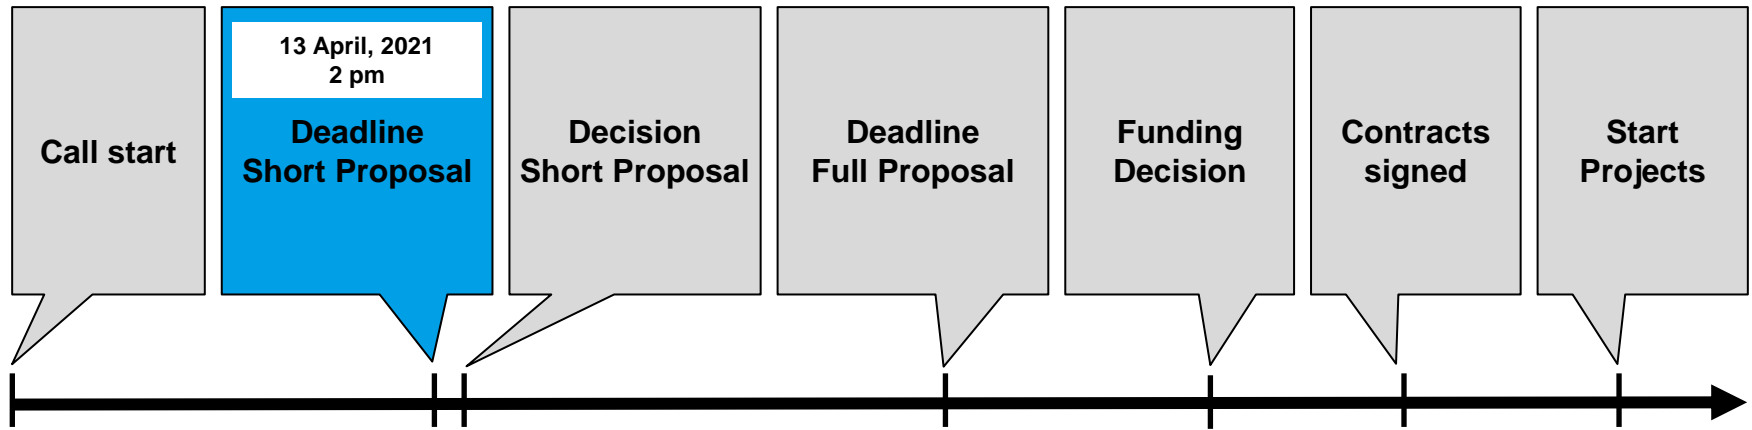 Call start
13 April, 2021
2 pm
Deadline
Short Proposal
Decision
Short Proposal
Deadline
Full Proposal
Funding
Decision
Contracts
signed
Start
Projects